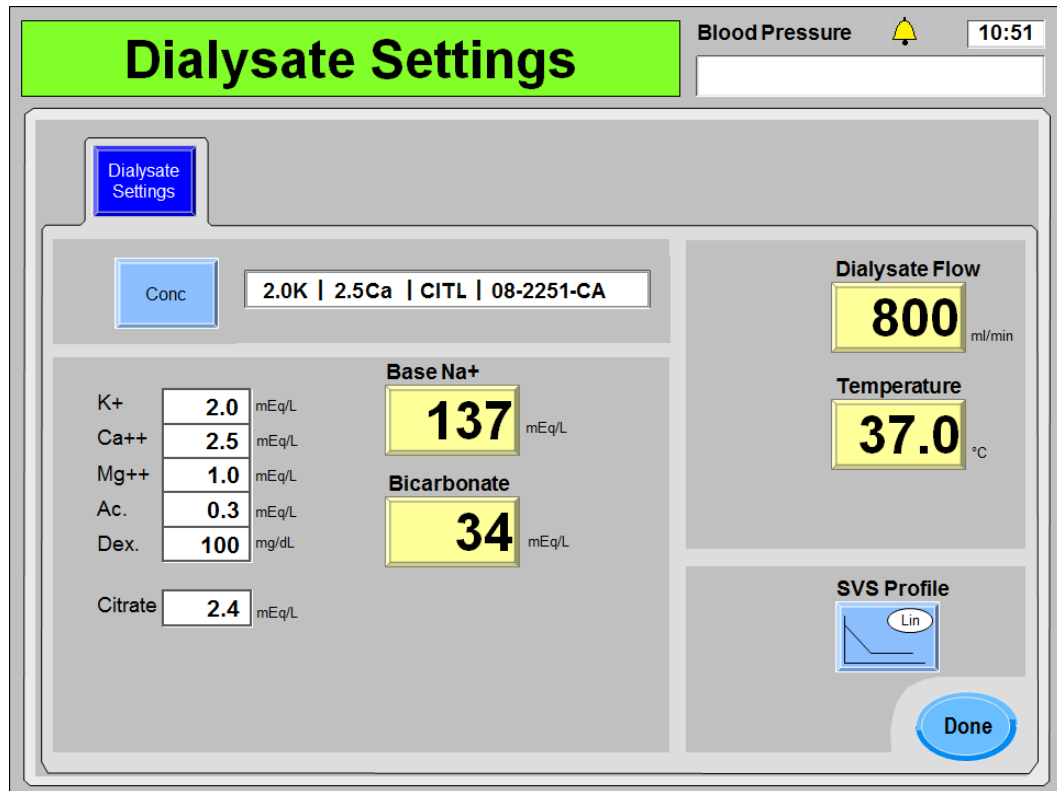 Dialysate Settings
Blood Pressure
10:51
Dialysate
Settings
Conc
2.0K | 2.5Ca | CITL | 08-2251-CA
Dialysate Flow
800 ml/min
Temperature
37.0 °C
K+ 2.0 mEq/L
Ca++ 2.5 mEq/L
Mg++ 1.0 mEq/L
Ac. 0.3 mEq/L
Dex. 100 mg/dL
Citrate 2.4 mEq/L
Base Na+
137 mEq/L
Bicarbonate
34 mEq/L
SVS Profile
Lin
Done